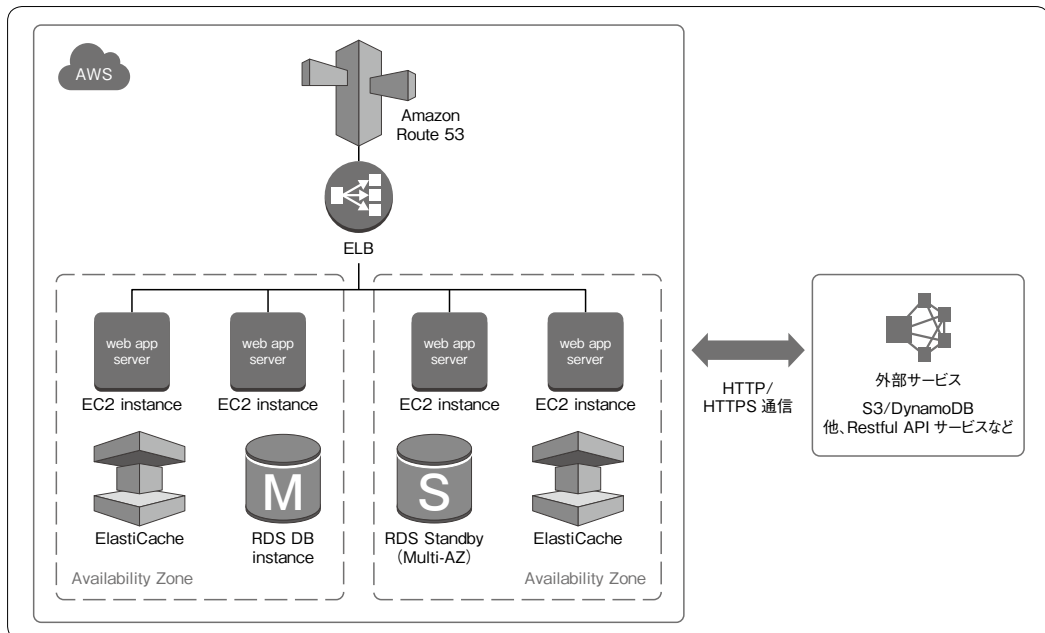 AWS
Amazon
Route 53
ELB
web app
server
web app
server
web app
server
web app
server
EC2 instance
EC2 instance
EC2 instance
EC2 instance
M
S
ElastiCache
RDS DB
instance
RDS Standby
（Multi-AZ）
ElastiCache
Availability Zone
Availability Zone
HTTP/
HTTPS 通信
外部サービス
S3/DynamoDB
他、Restful API サービスなど